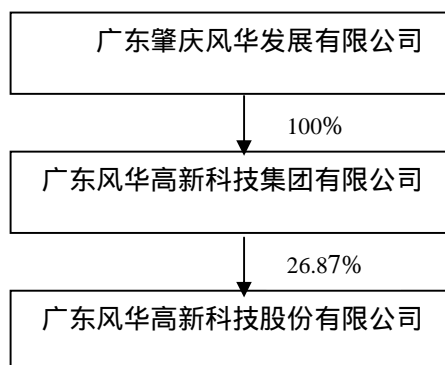 广东肇庆风华发展有限公司
100%
广东风华高新科技集团有限公司
26.87%
广东风华高新科技股份有限公司